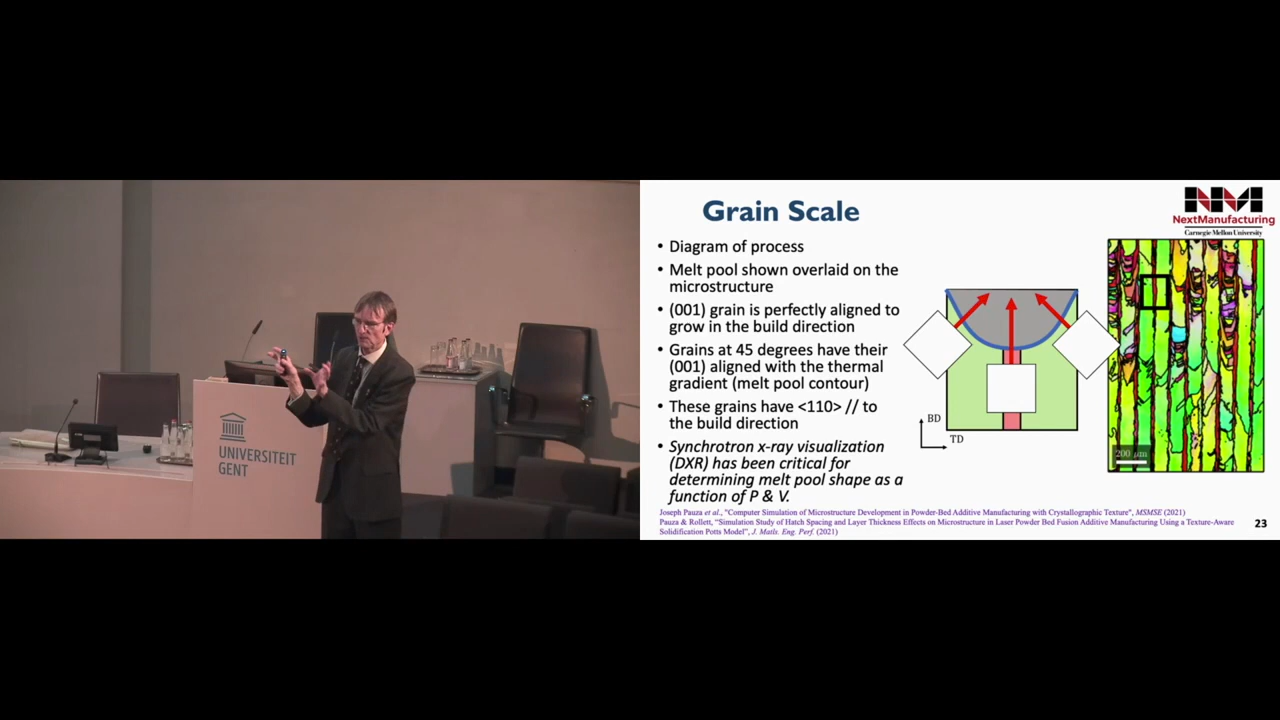 UNIVERSITEIT
GENT
Grain Scale
NextManufacturing
Carnegie Mellon University
• Diagram of process
• Melt pool shown overlaid on the
microstructure
• (001) grain is perfectly aligned to
grow in the build direction
• Grains at 45 degrees have their
(001) aligned with the thermal
gradient (melt pool contour)
• These grains have <110> // to
the build direction
• Synchrotron x-ray visualization
(DXR) has been critical for
determining melt pool shape as a
function of P & V.
BD
TD
200 μm
Joseph Pauza et al., "Computer Simulation of Microstructure Development in Powder-Bed Additive Manufacturing with Crystallographic Texture", MSMSE (2021)
Pauza & Rollett, "Simulation Study of Hatch Spacing and Layer Thickness Effects on Microstructure in Laser Powder Bed Fusion Additive Manufacturing Using a Texture-Aware
Solidification Potts Model", J. Matls. Eng. Perf. (2021)
23